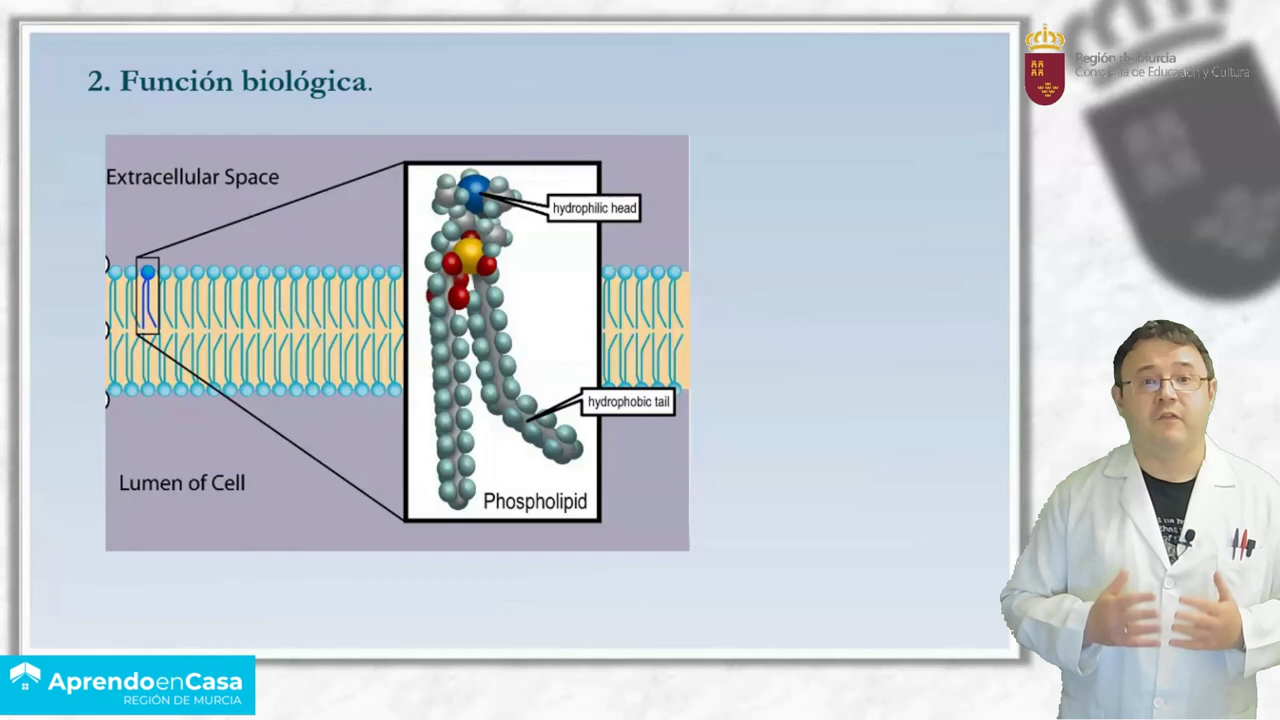 2. Función biológica.
Región de Murcia
Consejería de Educación y Cultura
Extracellular Space
hydrophilic head
hydrophobic tail
Lumen of Cell
Phospholipid
AprendoenCasa
REGIÓN DE MURCIA